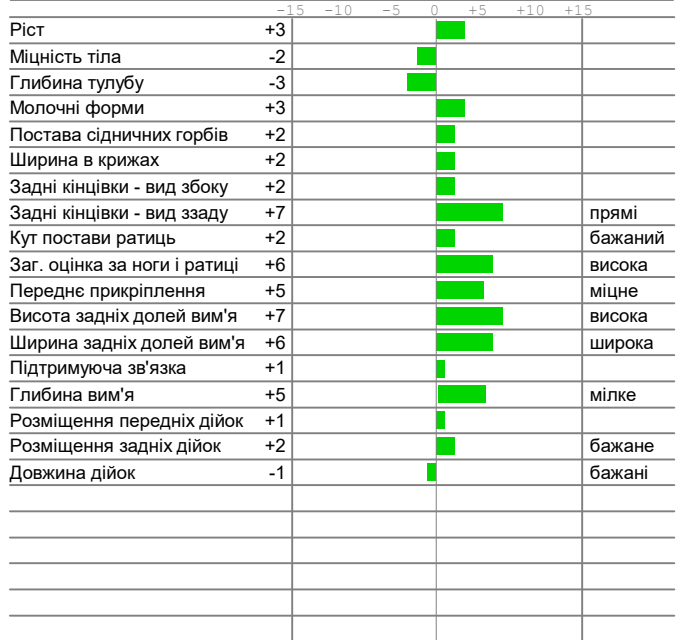 -15 -10 -5 0 +5 +10 +15
Ріст +3
Міцність тіла -2
Глибина тулубу -3
Молочні форми +3
Постава сідничних горбів +2
Ширина в крижах +2
Задні кінцівки - вид збоку +2
Задні кінцівки - вид ззаду +7 прямі
Кут постави ратиць +2 бажаний
Заг. оцінка за ноги і ратиці +6 висока
Переднє прикріплення +5 міцне
Висота задніх долей вим'я +7 висока
Ширина задніх долей вим'я +6 широка
Підтримуюча зв'язка +1
Глибина вим'я +5 мілке
Розміщення передніх дійок +1
Розміщення задніх дійок +2 бажане
Довжина дійок -1 бажані